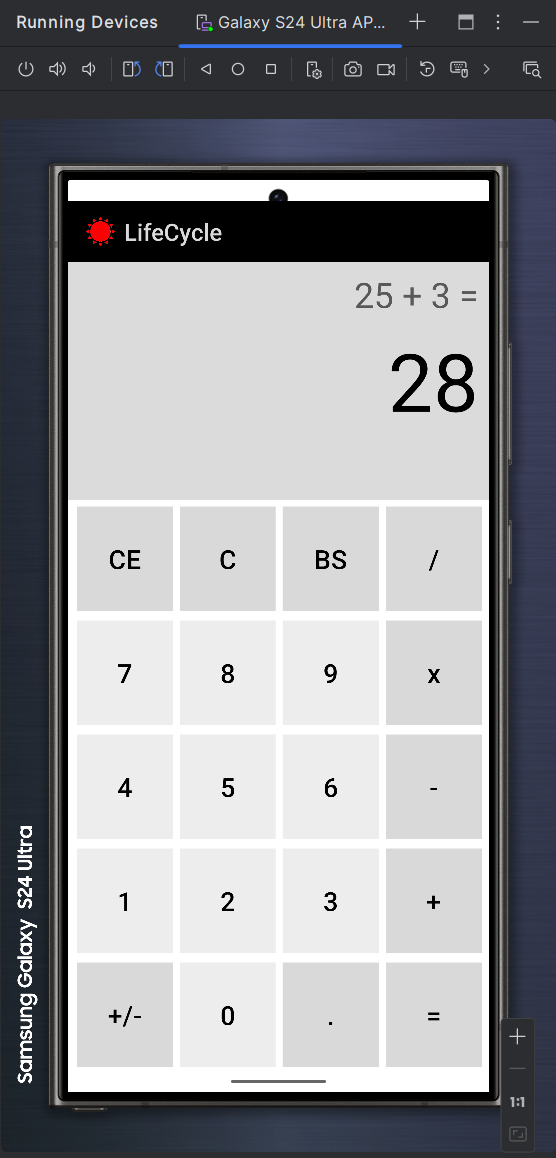 Running Devices
Galaxy S24 Ultra AP...
LifeCycle
25 + 3 =
28
CE C BS /
7 8 9 x
4 5 6 -
1 2 3 +
+/- 0 . =
Samsung Galaxy S24 Ultra
1:1